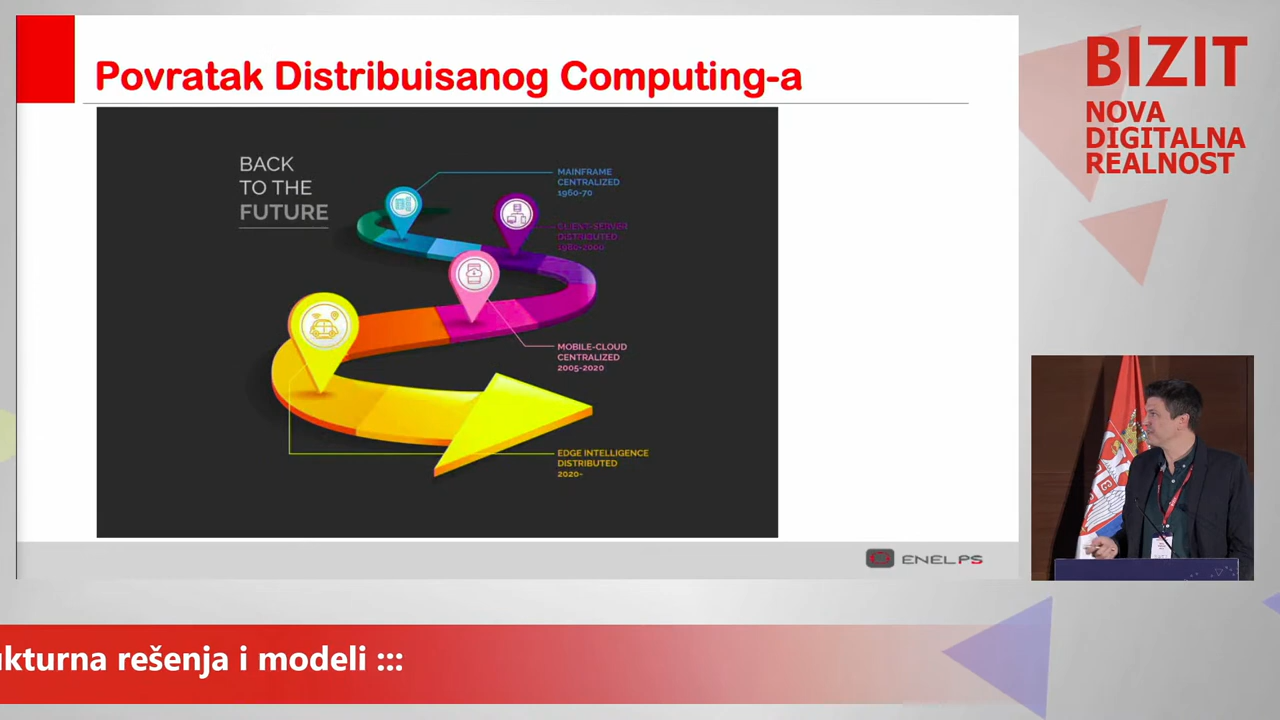 Povratak Distribuisanog Computing-a
BACK
TO THE
FUTURE
MAINFRAME
CENTRALIZED
1960-70
CLIENT-SERVER
DISTRIBUTED
1980-2000
MOBILE-CLOUD
CENTRALIZED
2005-2020
EDGE INTELLIGENCE
DISTRIBUTED
2020-
ENEL PS
BIZIT
NOVA
DIGITALNA
REALNOST
ukturna rešenja i modeli :::